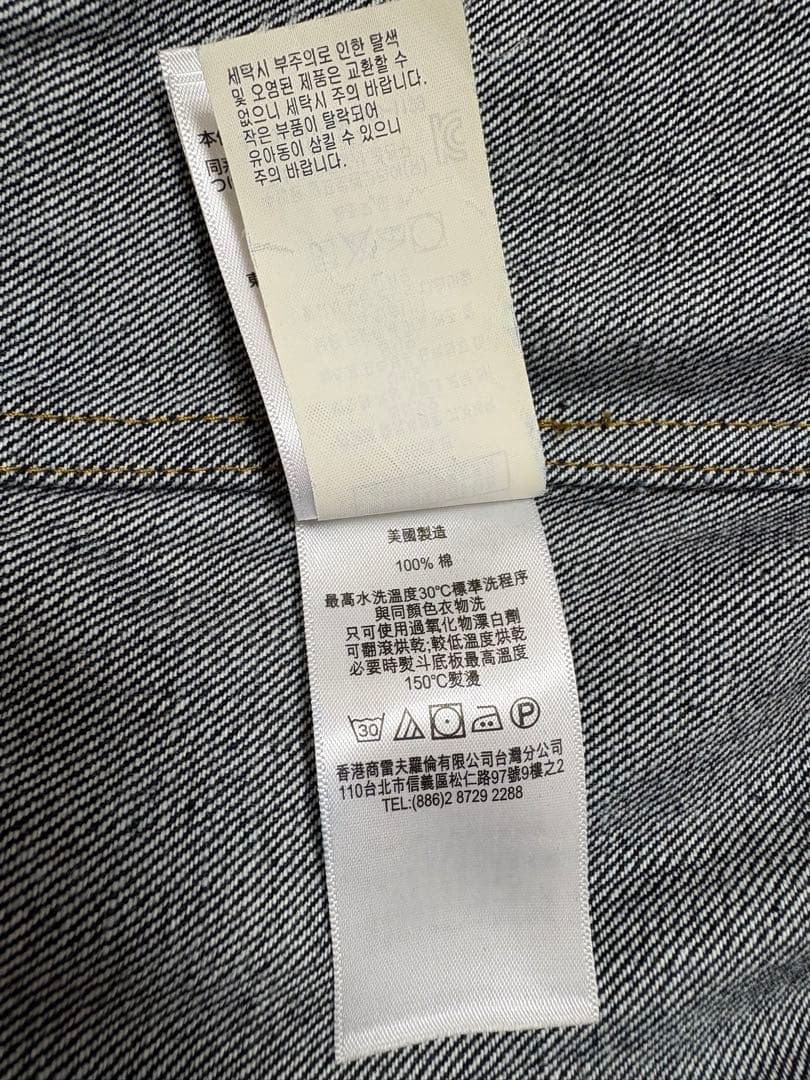 세탁시 부주의로 인한 탈색
및 오염된 제품은 교환할 수
없으니 세탁시 주의 바랍니다.
작은 부품이 탈락되어
유아동이 삼킬 수 있으니
주의 바랍니다.
本
同
つ
美國製造
100% 棉
最高水洗溫度30℃標準洗程序
與同顏色衣物洗
只可使用過氧化物漂白劑
可翻滾烘乾;較低溫度烘乾
必要時熨斗底板最高溫度
150℃熨燙
30 P
香港商雷夫羅倫有限公司台灣分公司
110台北市信義區松仁路97號9樓之2
TEL:(886)2 8729 2288